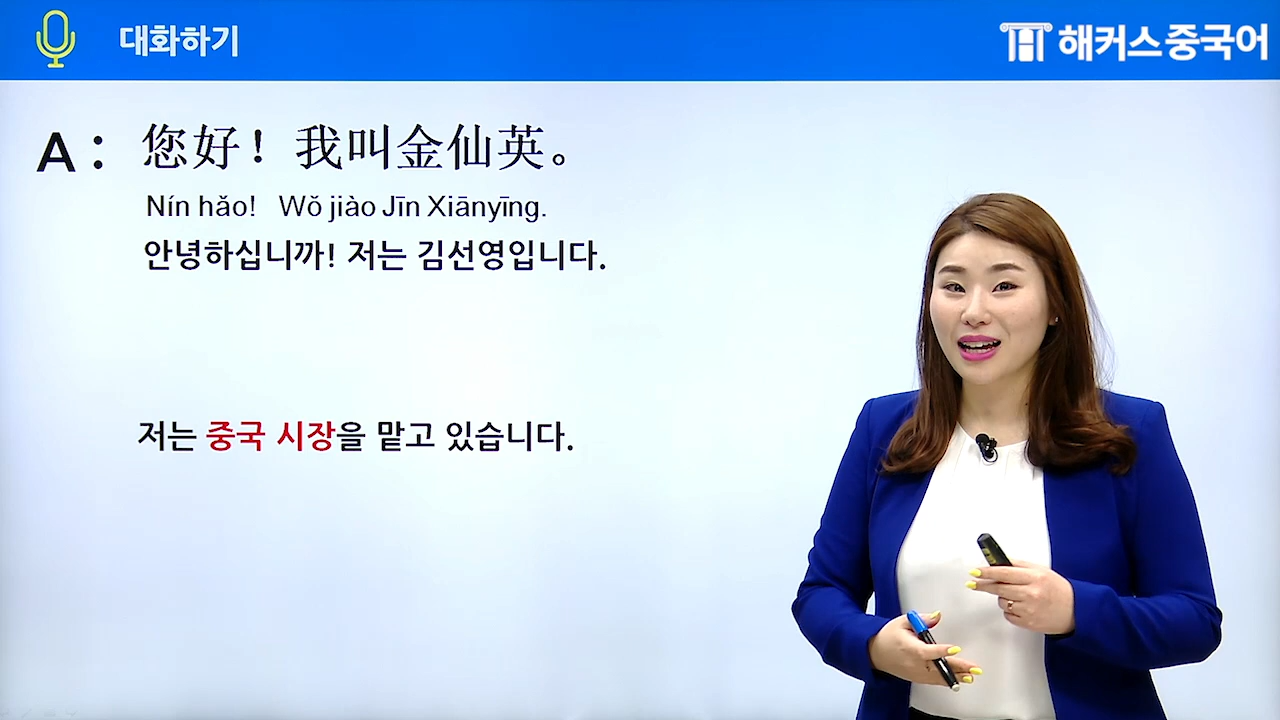 대화하기
해커스중국어
A : 您好！我叫金仙英。
Nín hǎo! Wǒ jiào Jīn Xiānyīng.
안녕하십니까! 저는 김선영입니다.
저는 중국 시장을 맡고 있습니다.